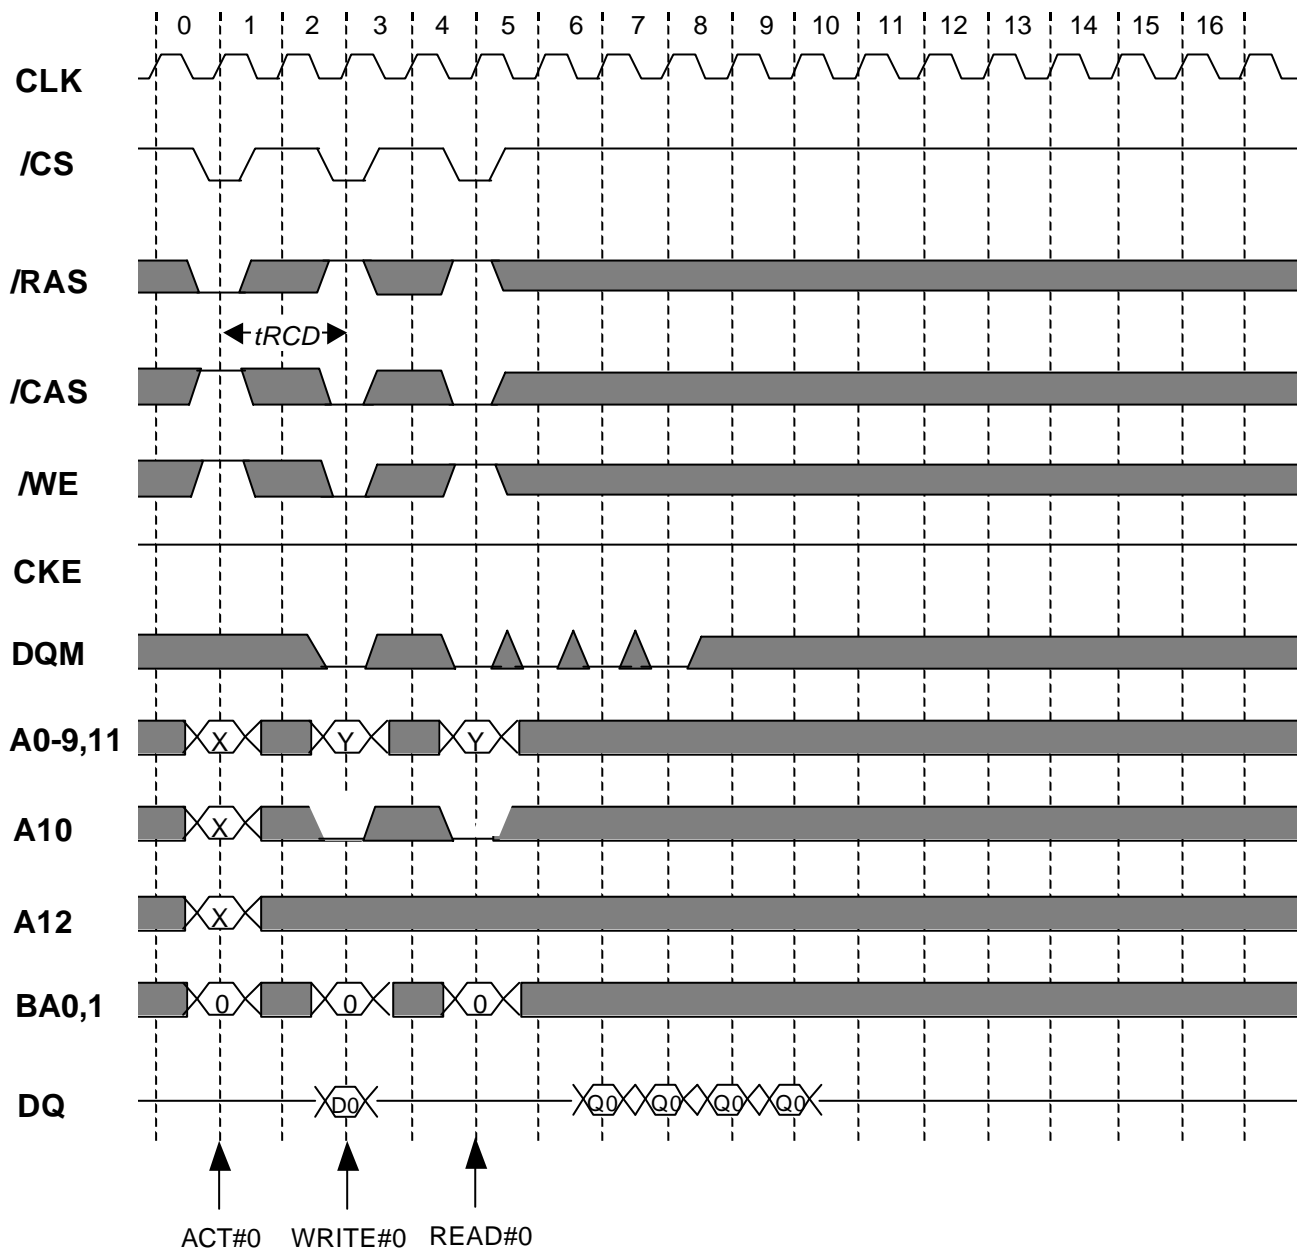 0 1 2 3 4 5 6 7 8 9 10 11 12 13 14 15 16
CLK
/CS
/RAS
tRCD
/CAS
/WE
CKE
DQM
A0-9,11 X Y Y
A10 X
A12 X
BA0,1 0 0 0
DQ D0 Q0 Q0 Q0 Q0
ACT#0 WRITE#0 READ#0